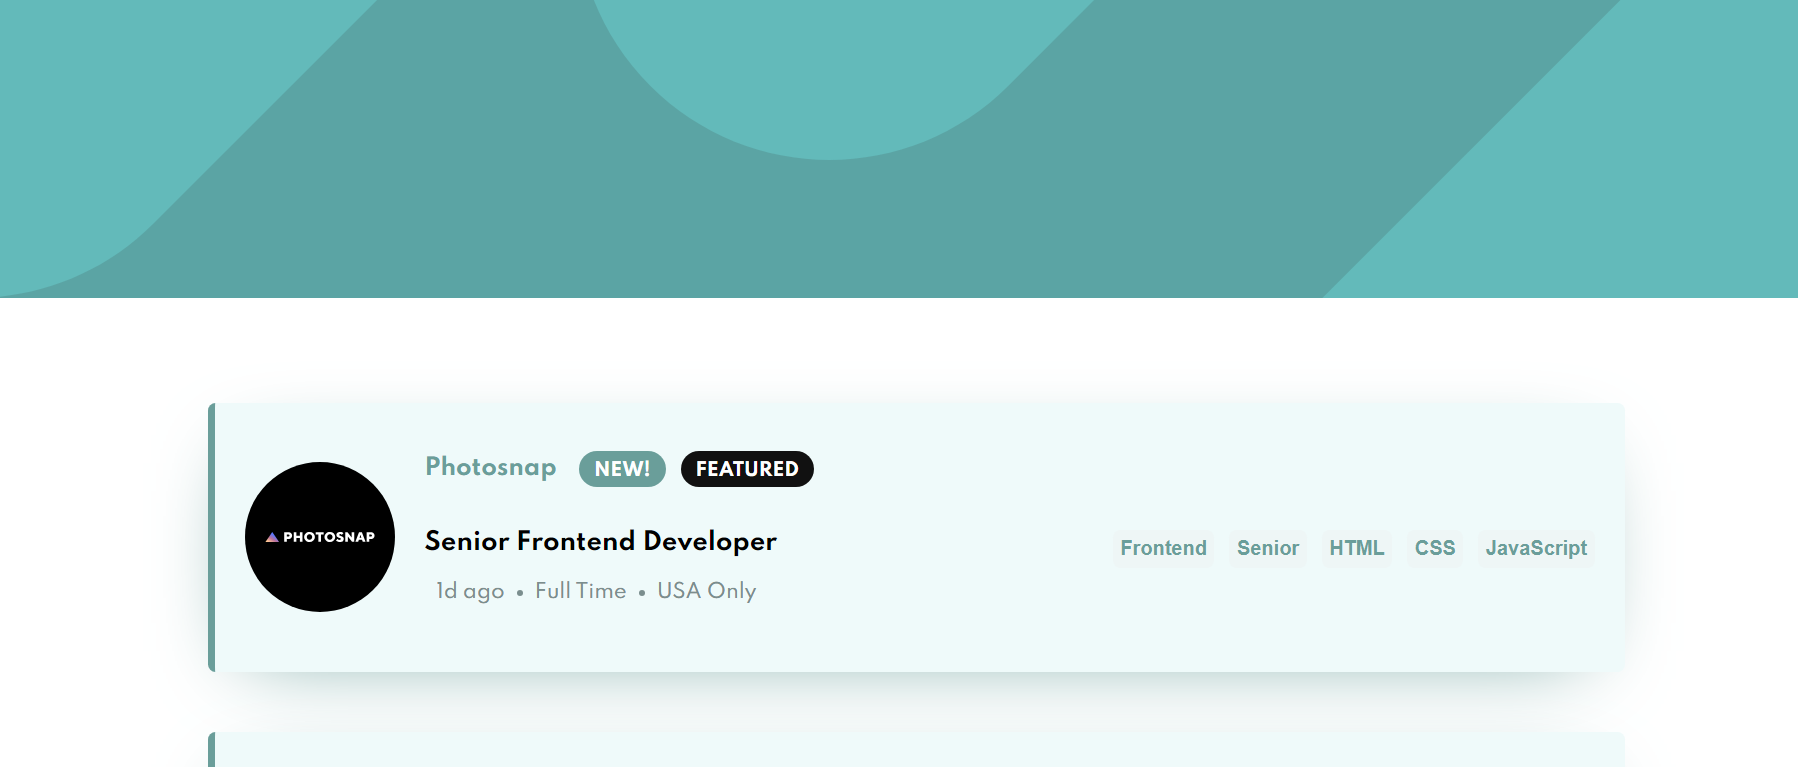 Photosnap NEW! FEATURED
PHOTOSNAP
Senior Frontend Developer
Frontend Senior HTML CSS JavaScript
1d ago • Full Time • USA Only